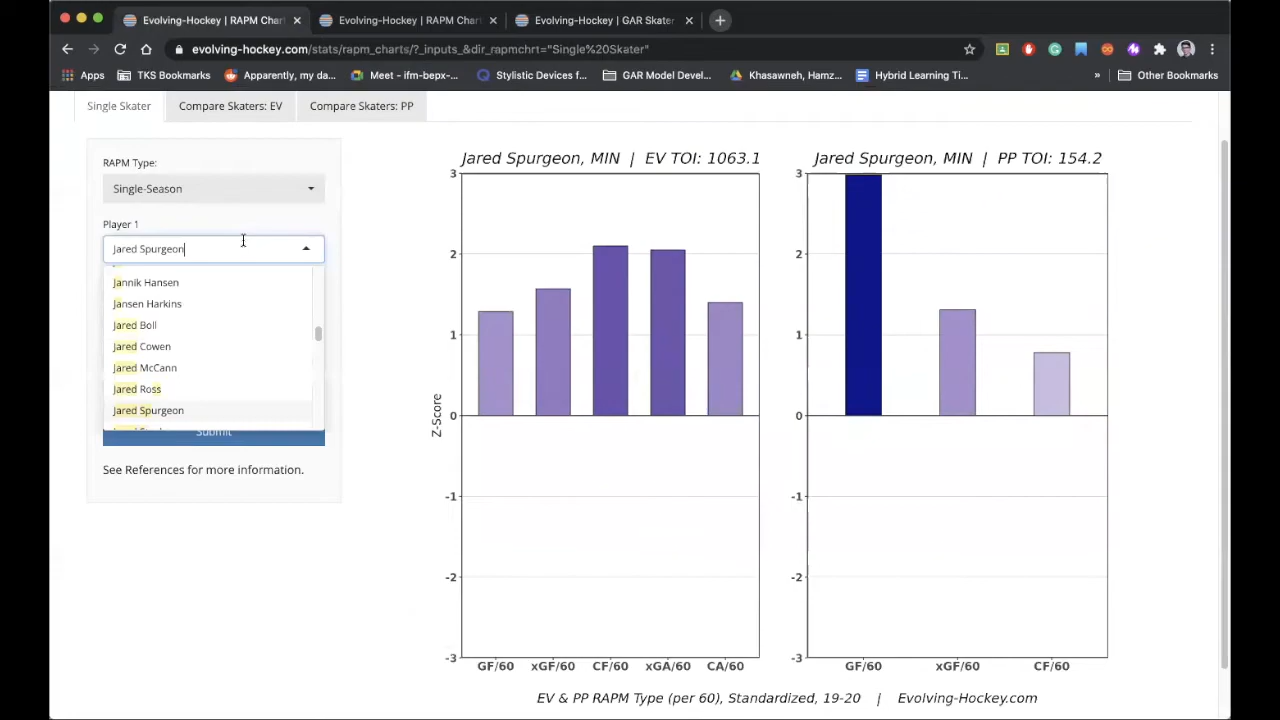 Evolving-Hockey | RAPM Char
Evolving-Hockey | RAPM Chart
Evolving-Hockey | GAR Skater
evolving-hockey.com/stats/rapm_charts/?_inputs_&dir_rapmchrt="Single%20Skater"
Apps
TKS Bookmarks
Apparently, my da...
Meet - ifm-bepx-...
Stylistic Devices f...
GAR Model Devel...
Khasawneh, Hamz...
Hybrid Learning Ti...
»
Other Bookmarks
Single Skater
Compare Skaters: EV
Compare Skaters: PP
RAPM Type:
Single-Season
Player 1
Jared Spurgeon
Jannik Hansen
Jansen Harkins
Jared Boll
Jared Cowen
Jared McCann
Jared Ross
Jared Spurgeon
Submit
See References for more information.
Jared Spurgeon, MIN | EV TOI: 1063.1
3
2
1
0
-1
-2
-3
Z-Score
GF/60 xGF/60 CF/60 xGA/60 CA/60
Jared Spurgeon, MIN | PP TOI: 154.2
3
2
1
0
-1
-2
-3
GF/60 xGF/60 CF/60
EV & PP RAPM Type (per 60), Standardized, 19-20 | Evolving-Hockey.com